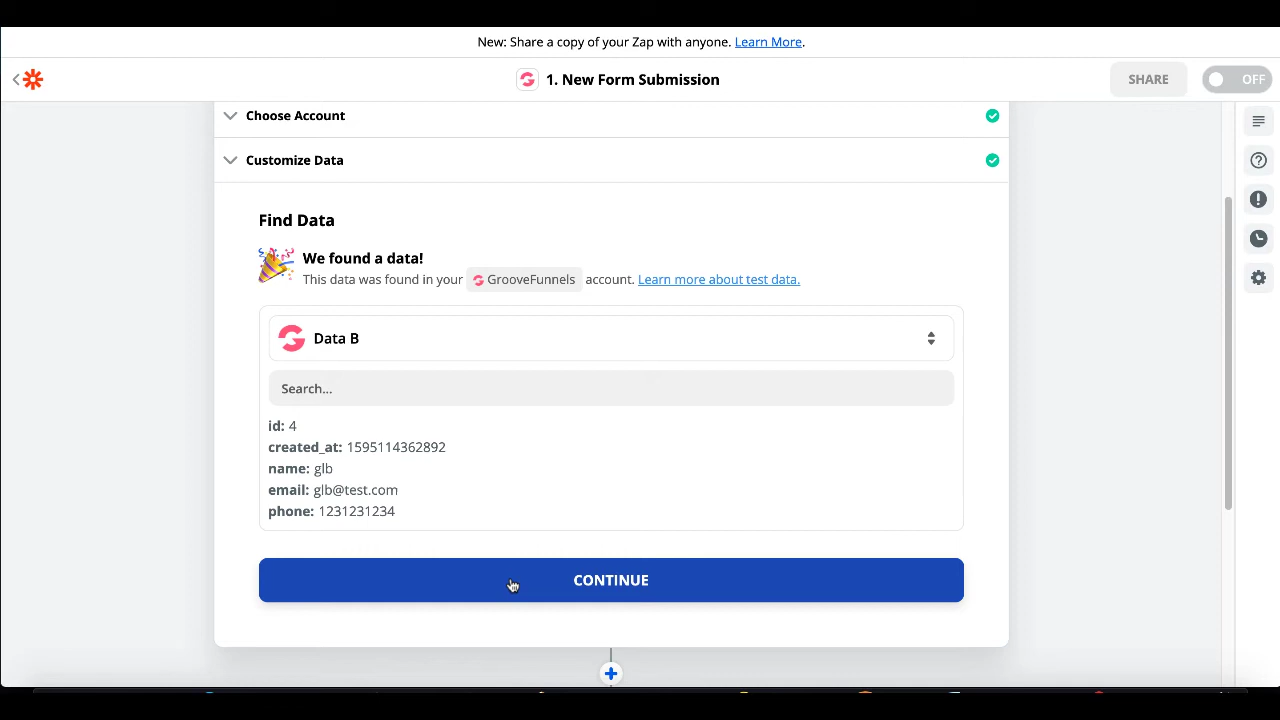 New: Share a copy of your Zap with anyone. Learn More.
1. New Form Submission
SHARE
OFF
Choose Account
Customize Data
Find Data
We found a data!
This data was found in your GrooveFunnels account. Learn more about test data.
Data B
Search...
id: 4
created_at: 1595114362892
name: glb
email: glb@test.com
phone: 1231231234
CONTINUE